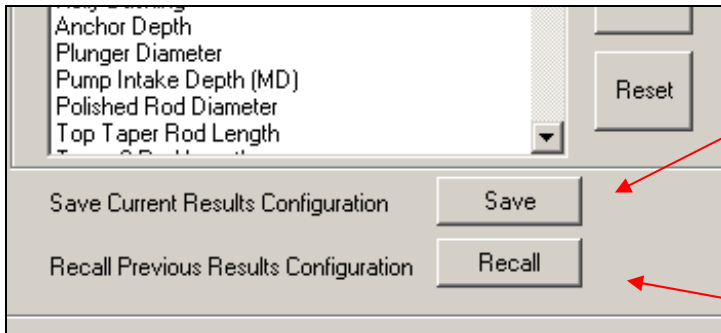 Anchor Depth
Plunger Diameter
Pump Intake Depth (MD)
Polished Rod Diameter
Top Taper Rod Length
Reset
Save Current Results Configuration Save
Recall Previous Results Configuration Recall